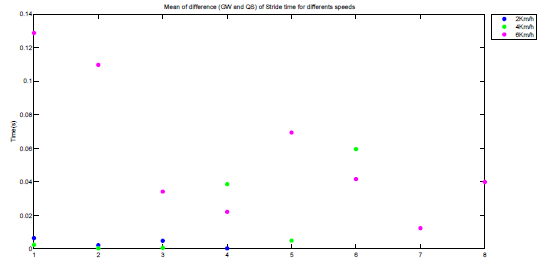 Mean of difference (GW and QS) of Stride time for differents speeds
0.14
0.12
0.1
0.08
0.06
0.04
0.02
0
Time(s)
1 2 3 4 5 6 7 8
2Km/h
4Km/h
6Km/h